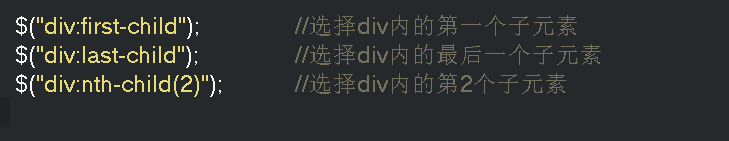 $("div:first-child");          //选择div内的第一个子元素
$("div:last-child");          //选择div内的最后一个子元素
$("div:nth-child(2)");        //选择div内的第2个子元素